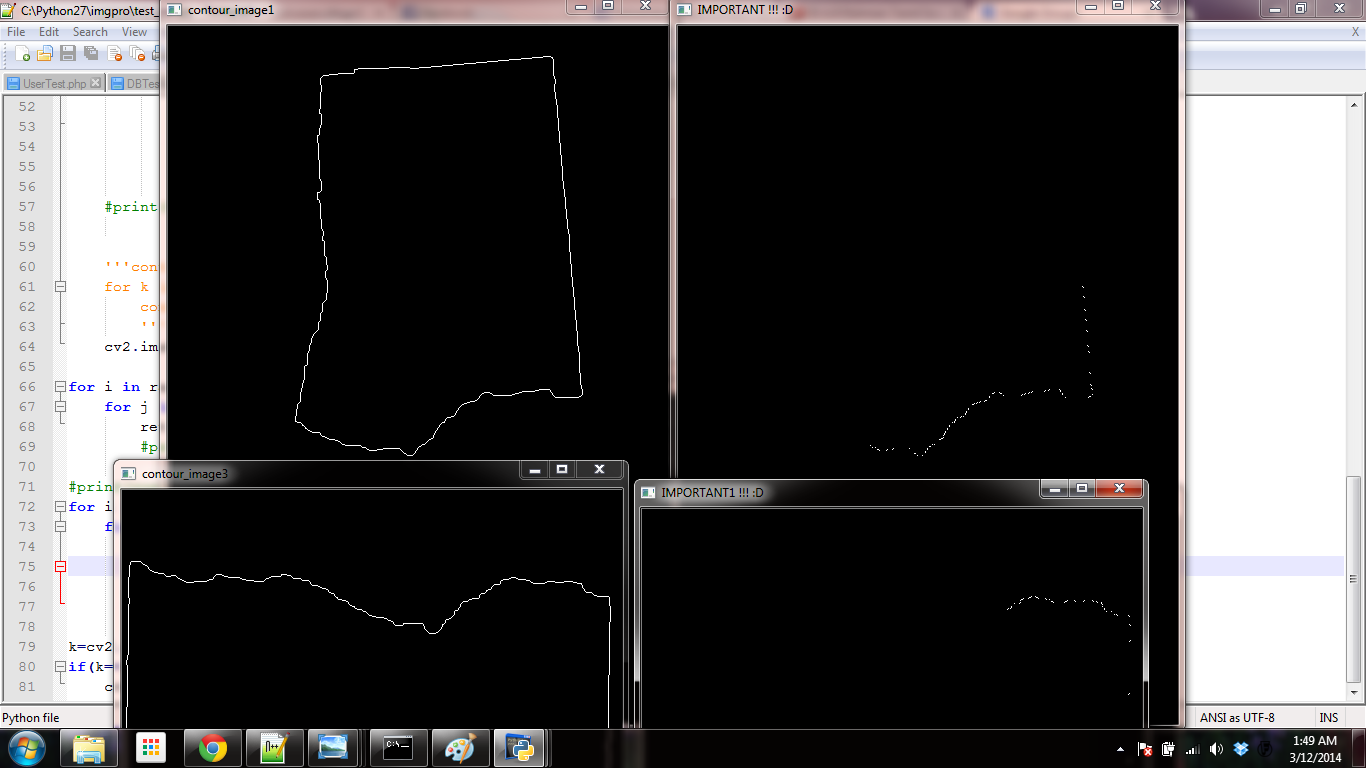 C:\Python27\imgpro\test_
contour_image1
IMPORTANT !!! :D
File Edit Search View
X
UserTest.php
DBTes
52
53
54
55
56
57 #print
58
59
60 '''con
61 for k
62 co
63 ''
64 cv2.im
65
66 for i in r
67 for j
68 re
69 #p
70
71 #prin
72 for i
73 f
74
75
76
77
78
79 k=cv2
80 if(k=
81 c
contour_image3
IMPORTANT1 !!! :D
Python file
ANSI as UTF-8
INS
1:49 AM
3/12/2014